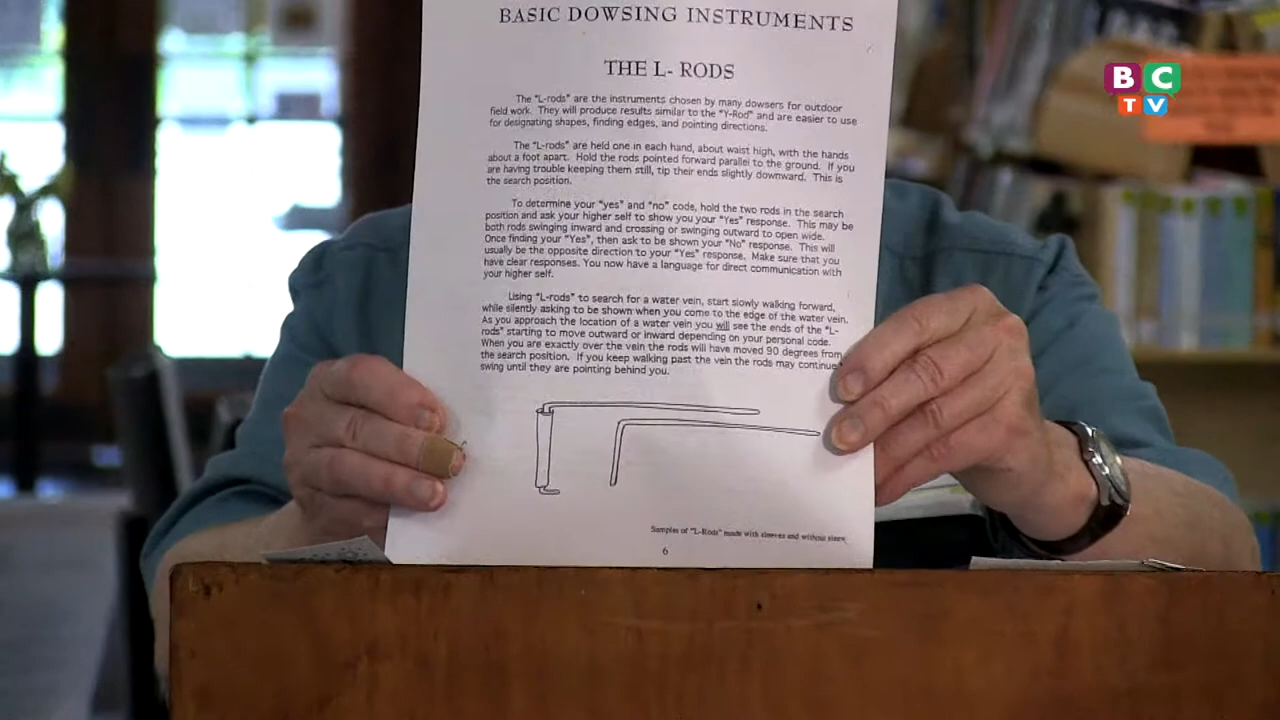 BASIC DOWSING INSTRUMENTS
THE L- RODS
The "L-rods" are the instruments chosen by many dowsers for outdoor
field work. They will produce results similar to the "Y-Rod" and are easier to use
for designating shapes, finding edges, and pointing directions.
The "L-rods" are held one in each hand, about waist high, with the hands
about a foot apart. Hold the rods pointed forward parallel to the ground. If you
are having trouble keeping them still, tip their ends slightly downward. This is
the search position.
To determine your "yes" and "no" code, hold the two rods in the search
position and ask your higher self to show you your "Yes" response. This may be
both rods swinging inward and crossing or swinging outward to open wide.
Once finding your "Yes", then ask to be shown your "No" response. This will
usually be the opposite direction to your "Yes" response. Make sure that you
have clear responses. You now have a language for direct communication with
your higher self.
Using "L-rods" to search for a water vein, start slowly walking forward,
while silently asking to be shown when you come to the edge of the water vein.
As you approach the location of a water vein you will see the ends of the "L-
rods" starting to move outward or inward depending on your personal code.
When you are exactly over the vein the rods will have moved 90 degrees from
the search position. If you keep walking past the vein the rods may continue
swing until they are pointing behind you.
Samples of "L-Rods" made with sleeves and without sleev
6
BC
TV